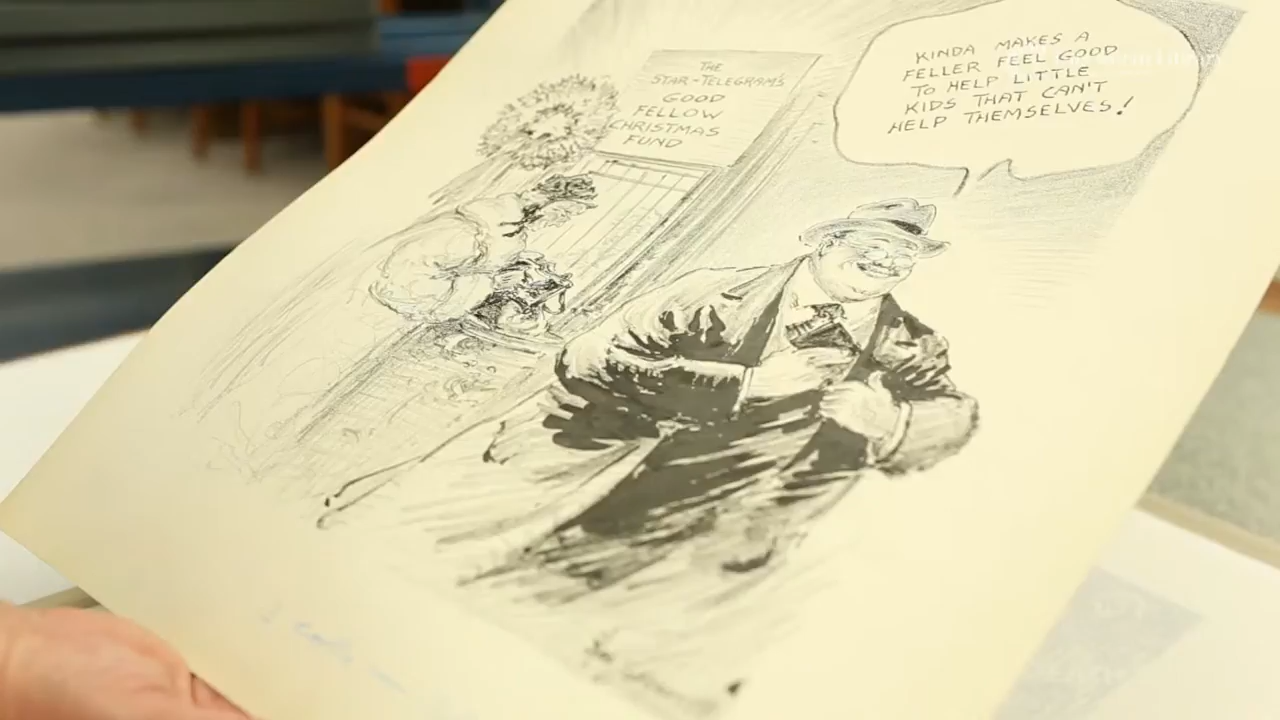 THE
STAR-TELEGRAM'S
GOOD
FELLOW
CHRISTMAS
FUND
KINDA MAKES A
FELLER FEEL GOOD
TO HELP LITTLE
KIDS THAT CAN'T
HELP THEMSELVES!